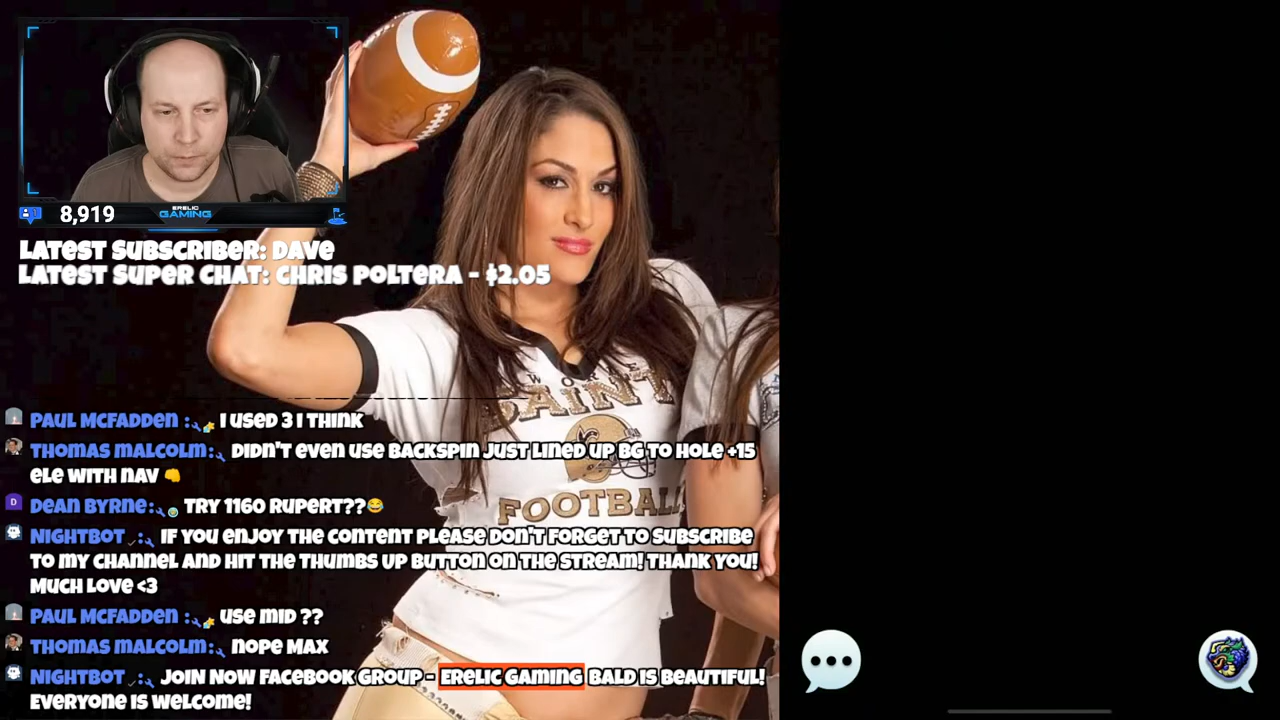 8,919
ERELIC
GAMING
LATEST SUBSCRIBER: DAVE
LATEST SUPER CHAT: CHRIS POLTERA - $2.05
WORLD
SAINTS
FOOTBALL
PAUL MCFADDEN : I USED 3 I THINK
THOMAS MALCOLM: DIDN'T EVEN USE BACKSPIN JUST LINED UP BG TO HOLE +15
ELE WITH NAV 👊
D DEAN BYRNE: TRY 1160 RUPERT??😂
NIGHTBOT : IF YOU ENJOY THE CONTENT PLEASE DON'T FORGET TO SUBSCRIBE
TO MY CHANNEL AND HIT THE THUMBS UP BUTTON ON THE STREAM! THANK YOU!
MUCH LOVE <3
PAUL MCFADDEN : USE MID ??
THOMAS MALCOLM: NOPE MAX
NIGHTBOT : JOIN NOW FACEBOOK GROUP - ERELIC GAMING BALD IS BEAUTIFUL!
EVERYONE IS WELCOME!